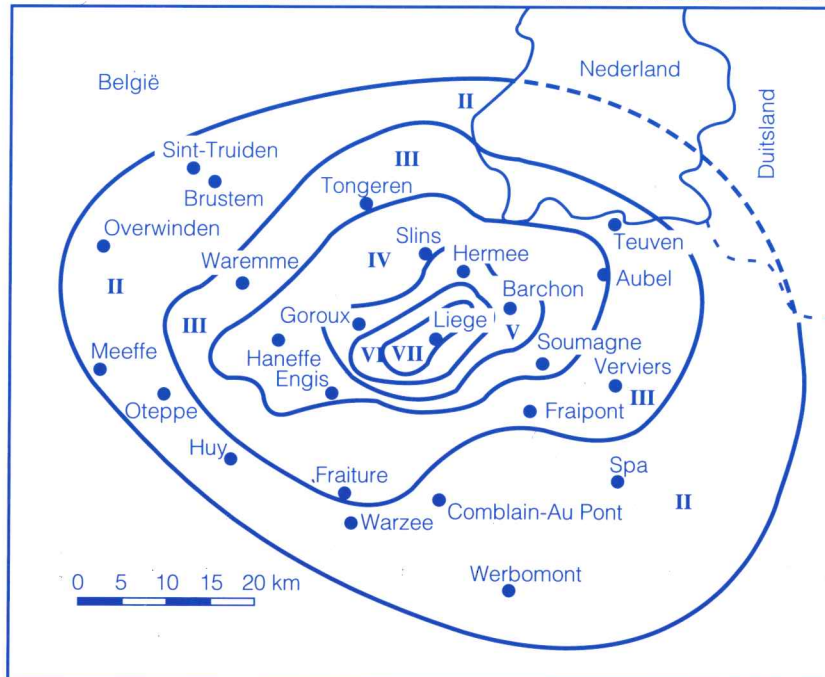 België
Nederland
Duitsland
II
III
Sint-Truiden
Brustem
Tongeren
Overwinden
Teuven
Slins
IV
Hermee
Waremme
Aubel
II
Barchon
III
Goroux
Liege
V
VI
VII
Soumagne
Haneffe
Meeffe
Verviers
Engis
III
Oteppe
Fraipont
Huy
Fraiture
Spa
II
Warzee
Comblain-Au Pont
Werbomont
0 5 10 15 20 km